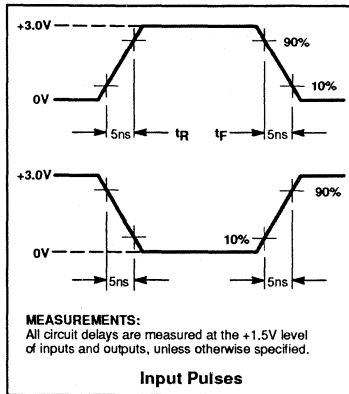 +3.0V
90%
10%
0V
5ns tR tF 5ns
+3.0V
90%
10%
0V
5ns 5ns
MEASUREMENTS:
All circuit delays are measured at the +1.5V level
of inputs and outputs, unless otherwise specified.
Input Pulses